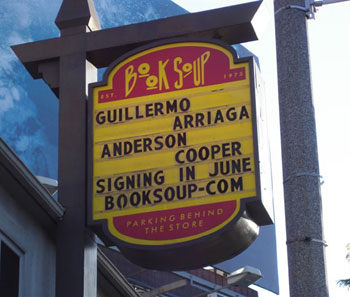 BOOK SOUP
EST. 1975
GUILLERMO
ARRIAGA
ANDERSON
COOPER
SIGNING IN JUNE
BOOKSOUP-COM
PARKING BEHIND
THE STORE